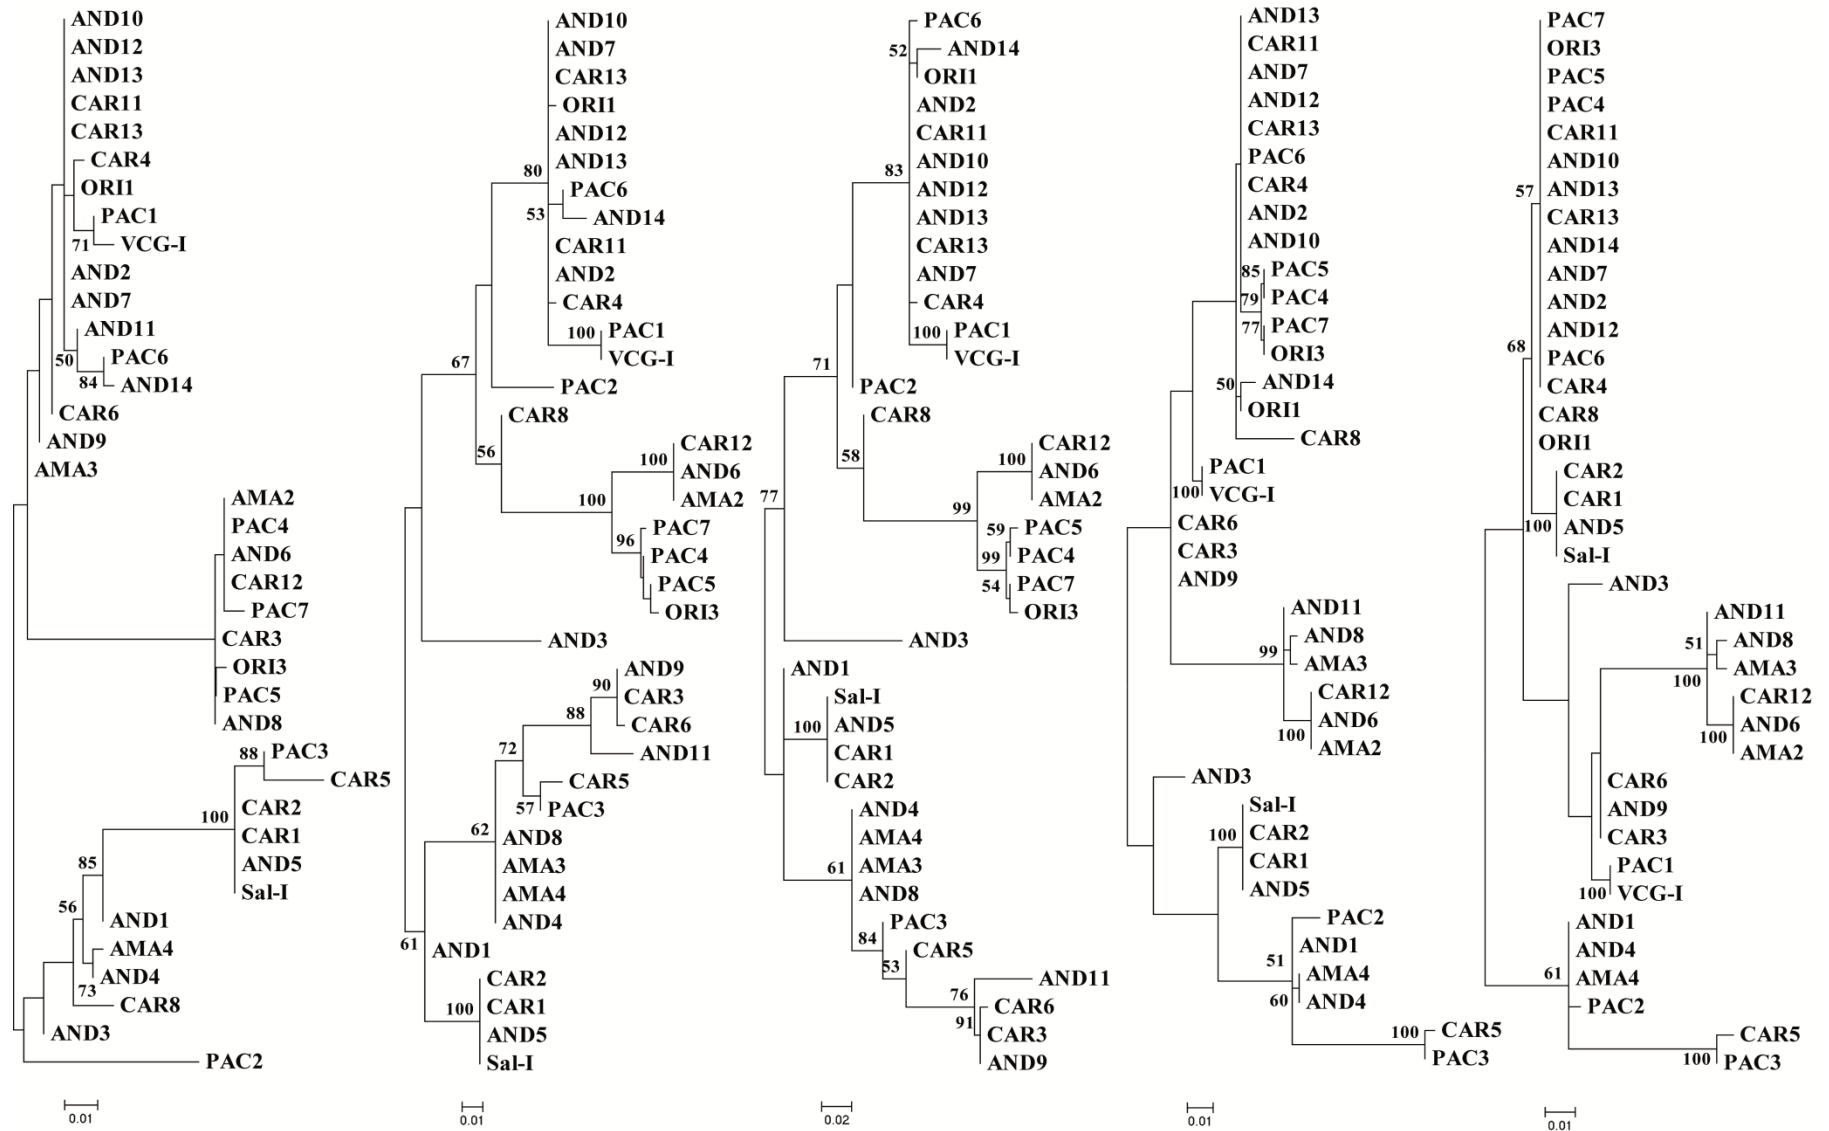 AND10
AND12
AND13
CAR11
CAR13
CAR4
ORI1
PAC1
71
VCG-I
AND2
AND7
AND11
50
PAC6
84
AND14
CAR6
AND9
AMA3
AMA2
PAC4
AND6
CAR12
PAC7
CAR3
ORI3
PAC5
AND8
88
PAC3
CAR5
CAR2
100
CAR1
AND5
Sal-I
85
56
AND1
AMA4
AND4
73
CAR8
AND3
PAC2
0.01
AND10
AND7
CAR13
ORI1
AND12
AND13
80
PAC6
53
AND14
CAR11
AND2
CAR4
100
PAC1
VCG-I
67
PAC2
CAR8
56
CAR12
100
AND6
AMA2
100
PAC7
96
PAC4
PAC5
ORI3
AND3
AND9
90
CAR3
88
CAR6
72
AND11
CAR5
57
PAC3
62
AND8
AMA3
AMA4
AND4
61
AND1
CAR2
100
CAR1
AND5
Sal-I
0.01
PAC6
52
AND14
ORI1
AND2
CAR11
AND10
83
AND12
AND13
CAR13
AND7
CAR4
100
PAC1
VCG-I
71
PAC2
CAR8
58
CAR12
100
AND6
AMA2
77
99
59
PAC5
99
PAC4
54
PAC7
ORI3
AND3
AND1
Sal-I
100
AND5
CAR1
CAR2
AND4
AMA4
61
AMA3
AND8
PAC3
84
CAR5
53
AND11
76
CAR6
91
CAR3
AND9
0.02
AND13
CAR11
AND7
AND12
CAR13
PAC6
CAR4
AND2
AND10
85
PAC5
79
PAC4
77
PAC7
ORI3
50
AND14
ORI1
CAR8
PAC1
100
VCG-I
CAR6
CAR3
AND9
AND11
AND8
99
AMA3
CAR12
AND6
100
AMA2
AND3
Sal-I
100
CAR2
CAR1
AND5
PAC2
AND1
51
AMA4
60
AND4
100
CAR5
PAC3
0.01
PAC7
ORI3
PAC5
PAC4
CAR11
AND10
57
AND13
CAR13
AND14
AND7
AND2
AND12
68
PAC6
CAR4
CAR8
ORI1
CAR2
CAR1
100
AND5
Sal-I
AND3
AND11
51
AND8
AMA3
100
CAR12
AND6
100
AMA2
CAR6
AND9
CAR3
PAC1
100
VCG-I
AND1
AND4
61
AMA4
PAC2
CAR5
100
PAC3
0.01